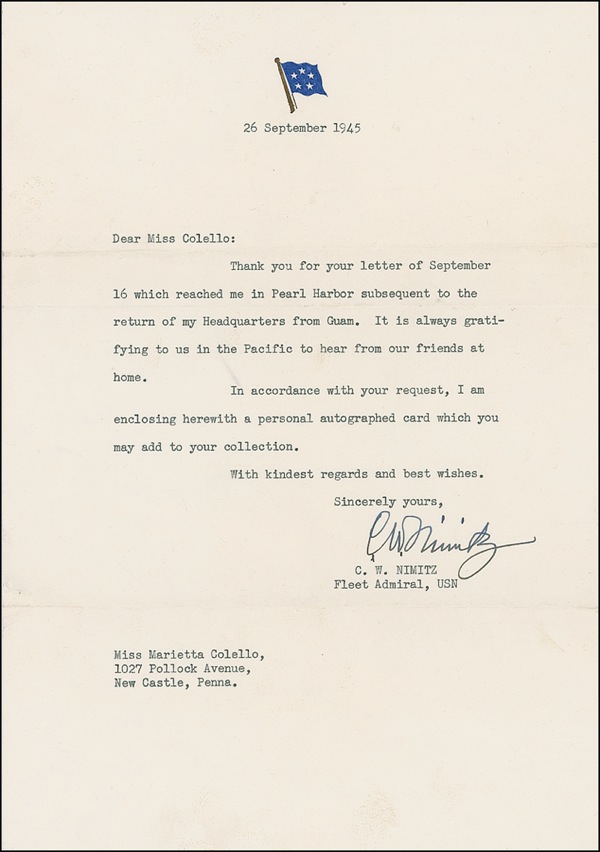 26 September 1945
Dear Miss Colello:
Thank you for your letter of September
16 which reached me in Pearl Harbor subsequent to the
return of my Headquarters from Guam. It is always grati-
fying to us in the Pacific to hear from our friends at
home.
In accordance with your request, I am
enclosing herewith a personal autographed card which you
may add to your collection.
With kindest regards and best wishes.
Sincerely yours,
C.W. Nimitz
C. W. NIMITZ
Fleet Admiral, USN
Miss Marietta Colello,
1027 Pollock Avenue,
New Castle, Penna.